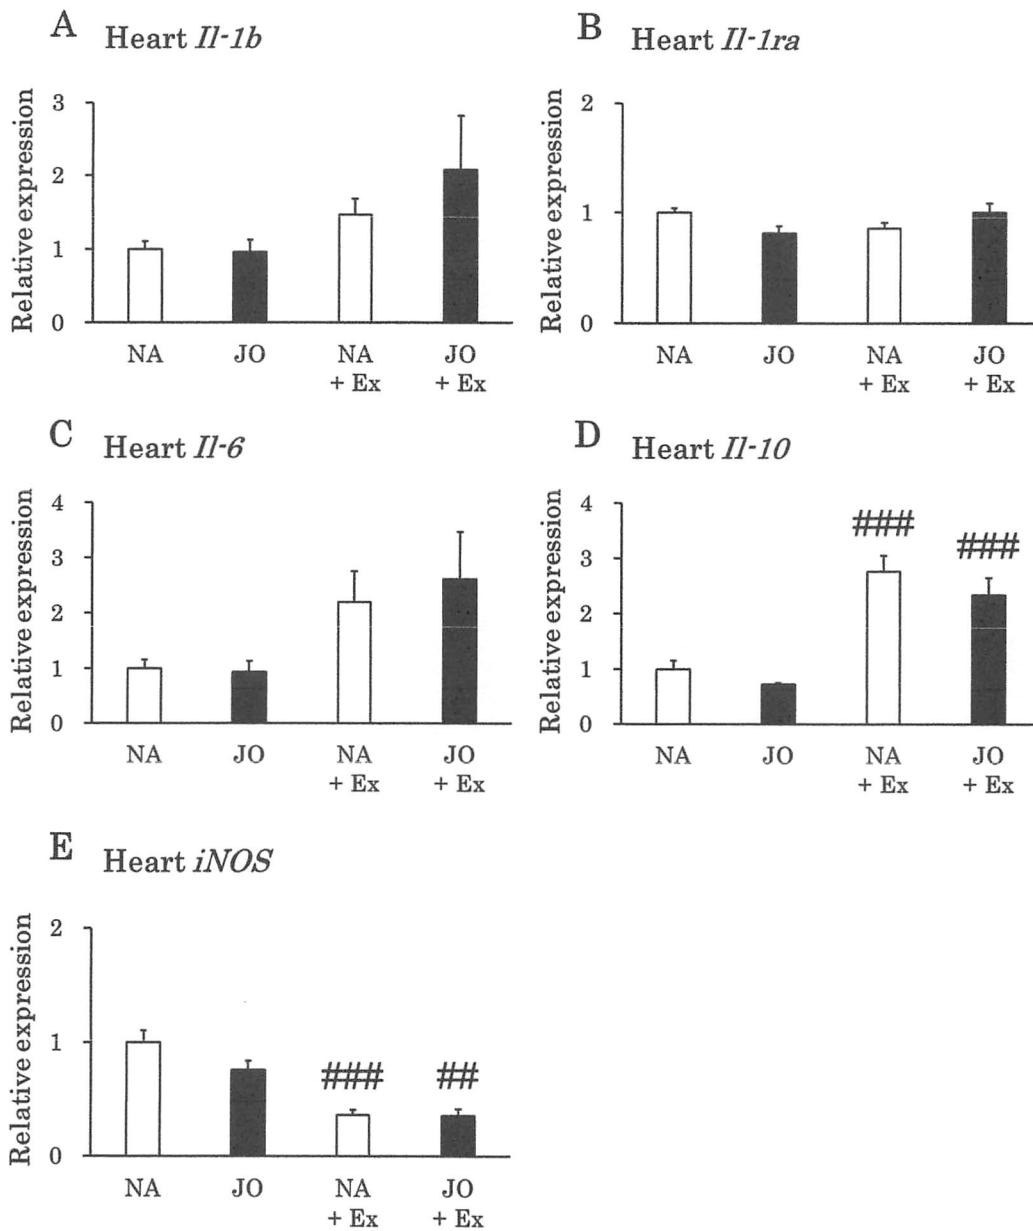 A Heart Il-1b
Relative expression
3
2
1
0
NA JO NA JO
+ Ex + Ex
B Heart Il-1ra
Relative expression
2
1
0
NA JO NA JO
+ Ex + Ex
C Heart Il-6
Relative expression
4
3
2
1
0
NA JO NA JO
+ Ex + Ex
D Heart Il-10
Relative expression
4
3
2
1
0
###
###
NA JO NA JO
+ Ex + Ex
E Heart iNOS
Relative expression
2
1
0
### ##
NA JO NA JO
+ Ex + Ex